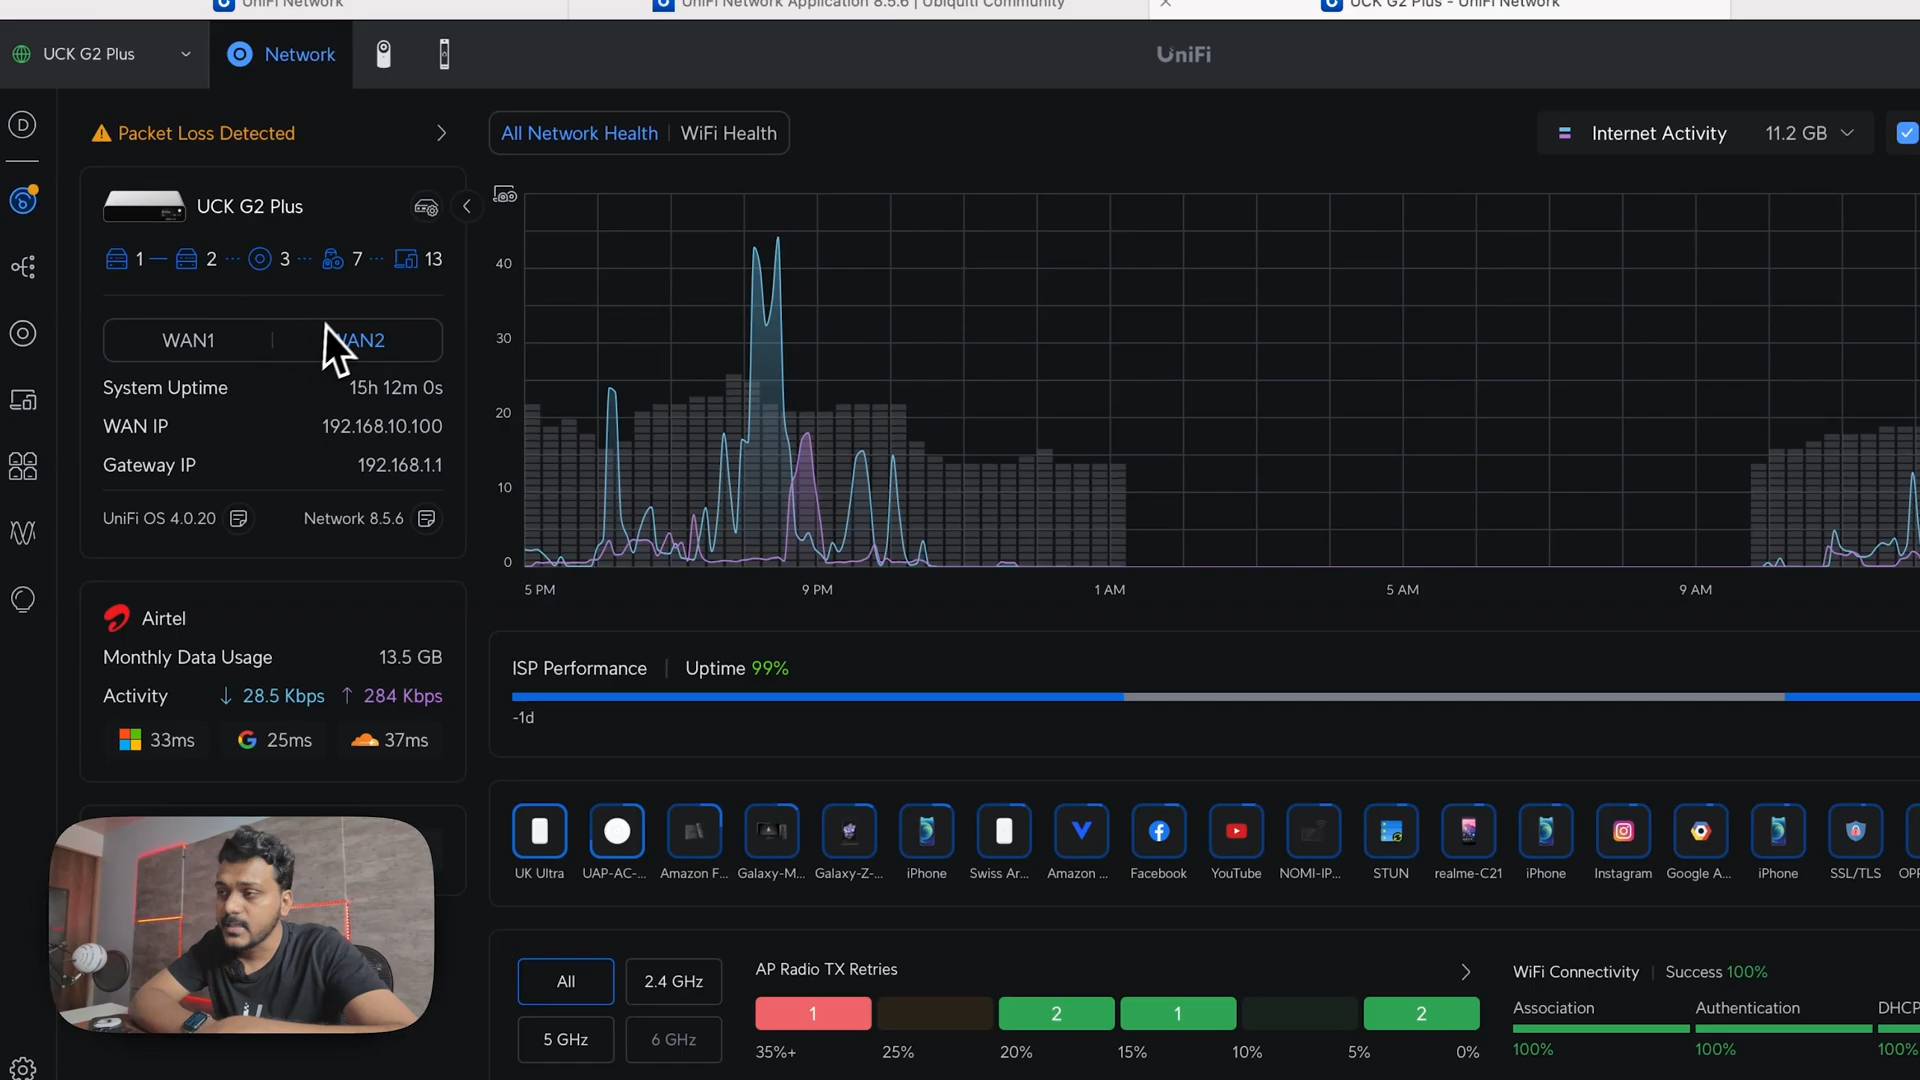 UniFi Network
UniFi Network Application 8.5.6 | Ubiquiti Community
UCK G2 Plus - UniFi Network
UCK G2 Plus
Network
UniFi
D
Packet Loss Detected
All Network Health
WiFi Health
Internet Activity
11.2 GB
UCK G2 Plus
1
2
3
7
13
WAN1
WAN2
System Uptime 15h 12m 0s
WAN IP 192.168.10.100
Gateway IP 192.168.1.1
UniFi OS 4.0.20
Network 8.5.6
40
30
20
10
0
5 PM
9 PM
1 AM
5 AM
9 AM
Airtel
Monthly Data Usage 13.5 GB
Activity ↓ 28.5 Kbps ↑ 284 Kbps
33ms
25ms
37ms
ISP Performance
Uptime 99%
-1d
UK Ultra
UAP-AC-...
Amazon F...
Galaxy-M...
Galaxy-Z-...
iPhone
Swiss Ar...
Amazon ...
Facebook
YouTube
NOMI-IP...
STUN
realme-C21
iPhone
Instagram
Google A...
iPhone
SSL/TLS
OPP
All
2.4 GHz
5 GHz
6 GHz
AP Radio TX Retries
1
2
1
2
35%+
25%
20%
15%
10%
5%
0%
WiFi Connectivity
Success 100%
Association
Authentication
DHCP
100%
100%
100%